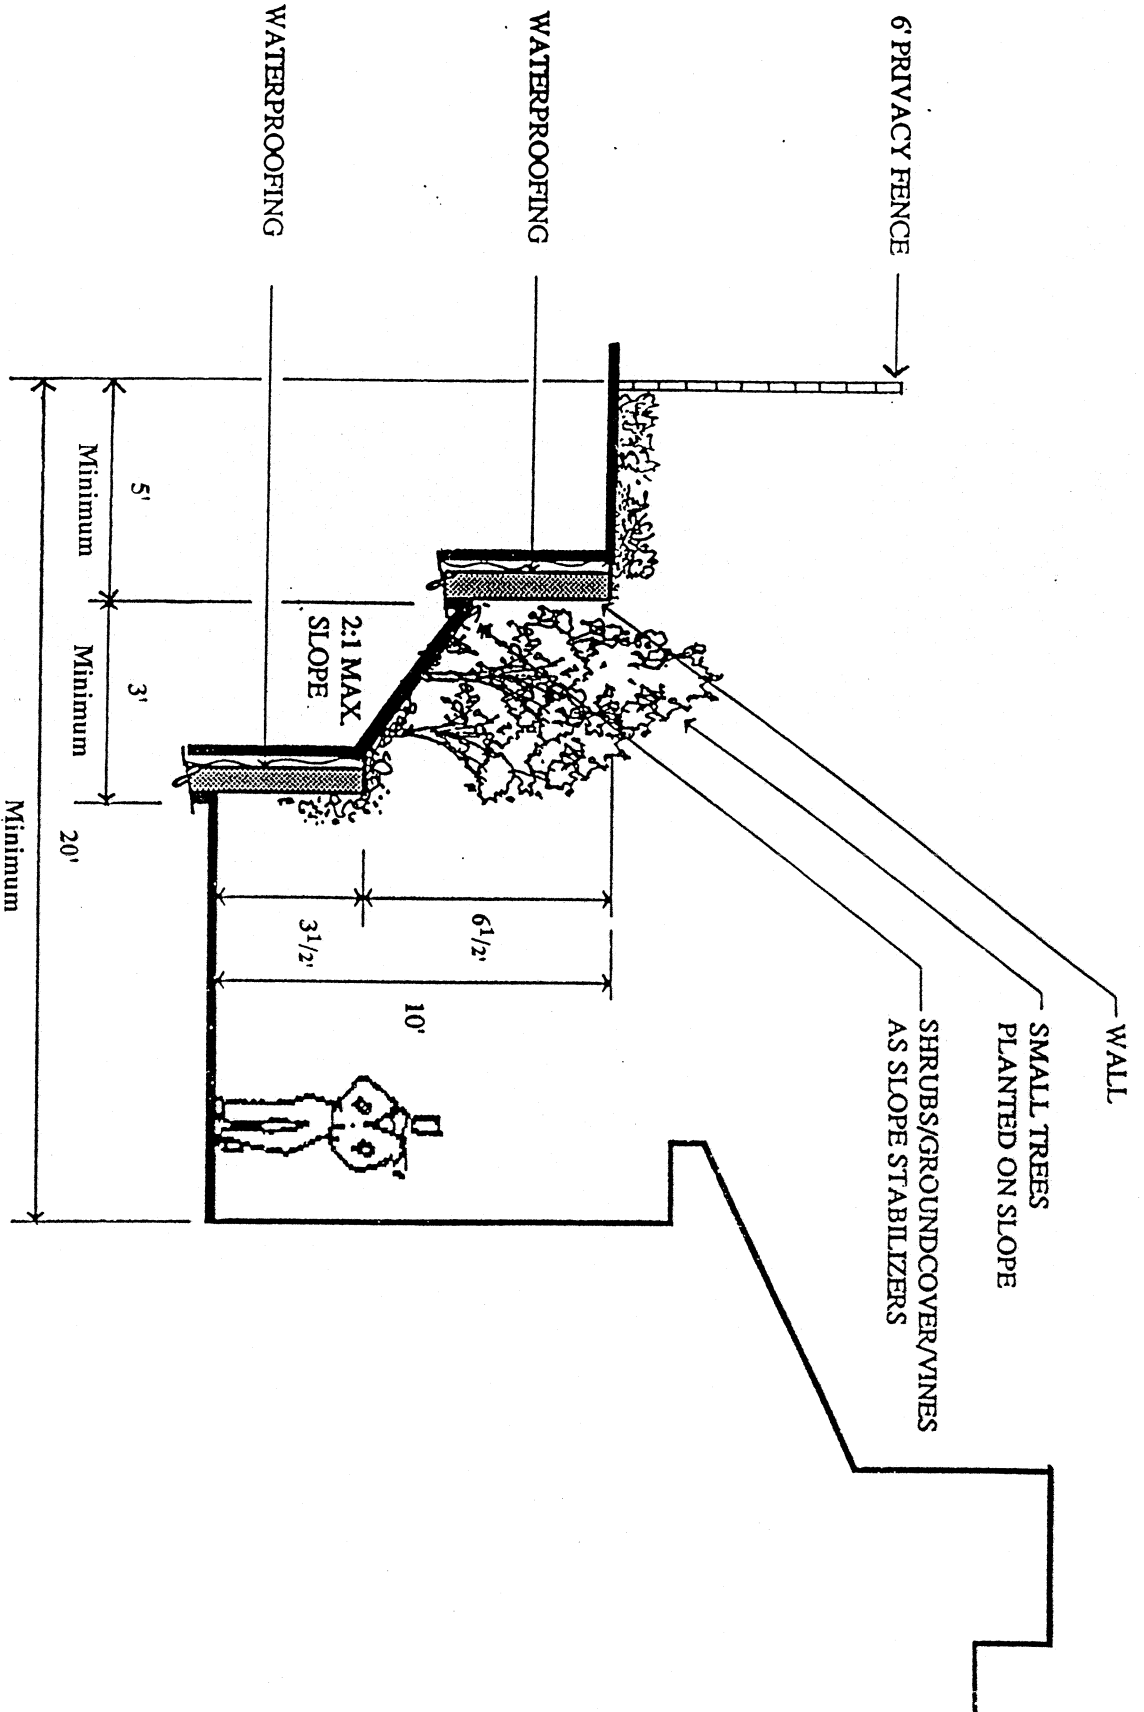 WALL
SMALL TREES
PLANTED ON SLOPE
SHRUBS/GROUNDCOVER/VINES
AS SLOPE STABILIZERS
6' PRIVACY FENCE
WATERPROOFING
WATERPROOFING
6 1/2'
10'
3 1/2'
2:1 MAX.
SLOPE
5'
Minimum
3'
Minimum
20'
Minimum